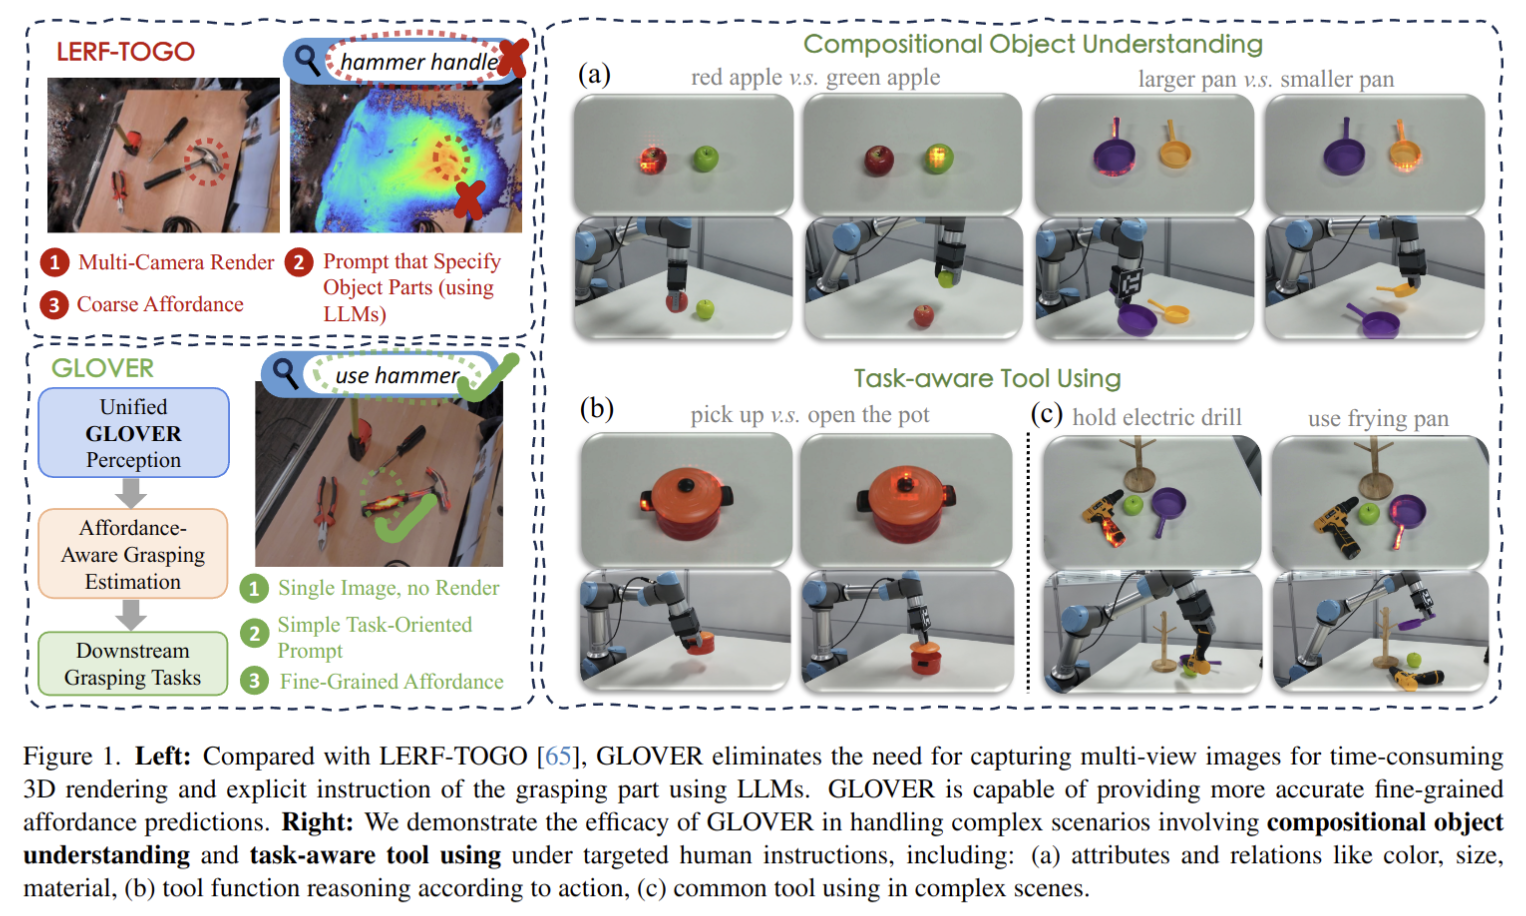 LERF-TOGO
hammer handle
1 Multi-Camera Render
2 Prompt that Specify
Object Parts (using
LLMs)
3 Coarse Affordance
GLOVER
use hammer
Unified
GLOVER
Perception
Affordance-
Aware Grasping
Estimation
Downstream
Grasping Tasks
1 Single Image, no Render
2 Simple Task-Oriented
Prompt
3 Fine-Grained Affordance
Compositional Object Understanding
(a)
red apple v.s. green apple
larger pan v.s. smaller pan
Task-aware Tool Using
(b)
pick up v.s. open the pot
(c) hold electric drill
use frying pan
Figure 1. Left: Compared with LERF-TOGO [65], GLOVER eliminates the need for capturing multi-view images for time-consuming
3D rendering and explicit instruction of the grasping part using LLMs. GLOVER is capable of providing more accurate fine-grained
affordance predictions. Right: We demonstrate the efficacy of GLOVER in handling complex scenarios involving compositional object
understanding and task-aware tool using under targeted human instructions, including: (a) attributes and relations like color, size,
material, (b) tool function reasoning according to action, (c) common tool using in complex scenes.